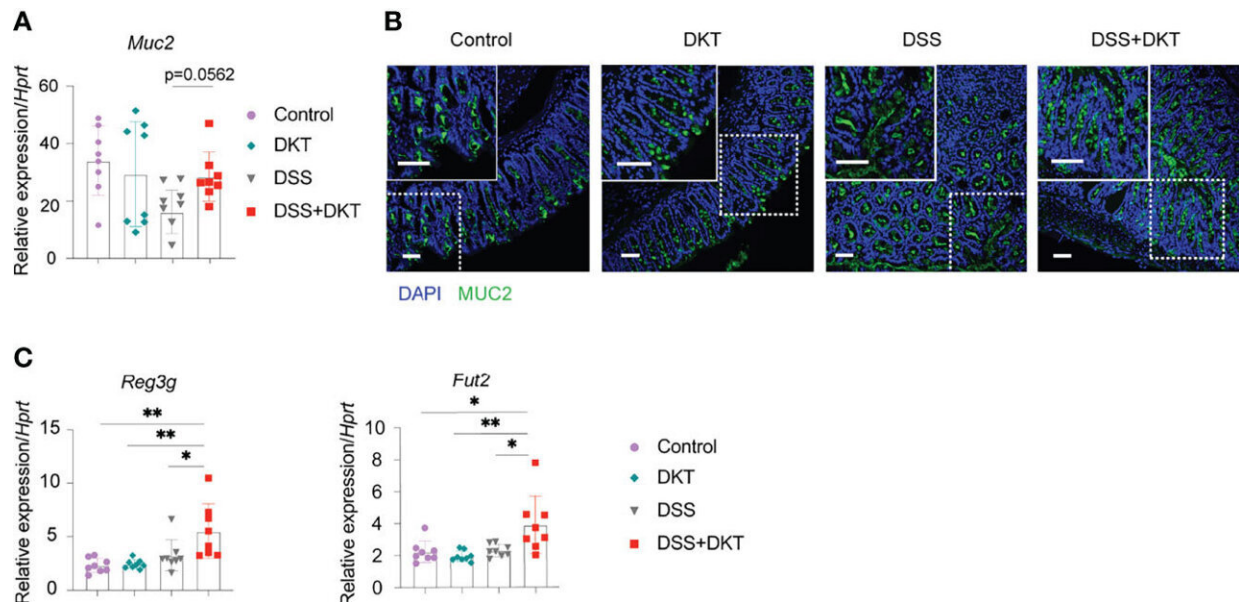 A
Muc2
p=0.0562
Relative expression/Hprt
60
40
20
0
Control
DKT
DSS
DSS+DKT
B
Control DKT DSS DSS+DKT
DAPI MUC2
C
Reg3g
**
**
*
Relative expression/Hprt
15
10
5
0
Fut2
*
**
*
Relative expression/Hprt
10
8
6
4
2
0
Control
DKT
DSS
DSS+DKT